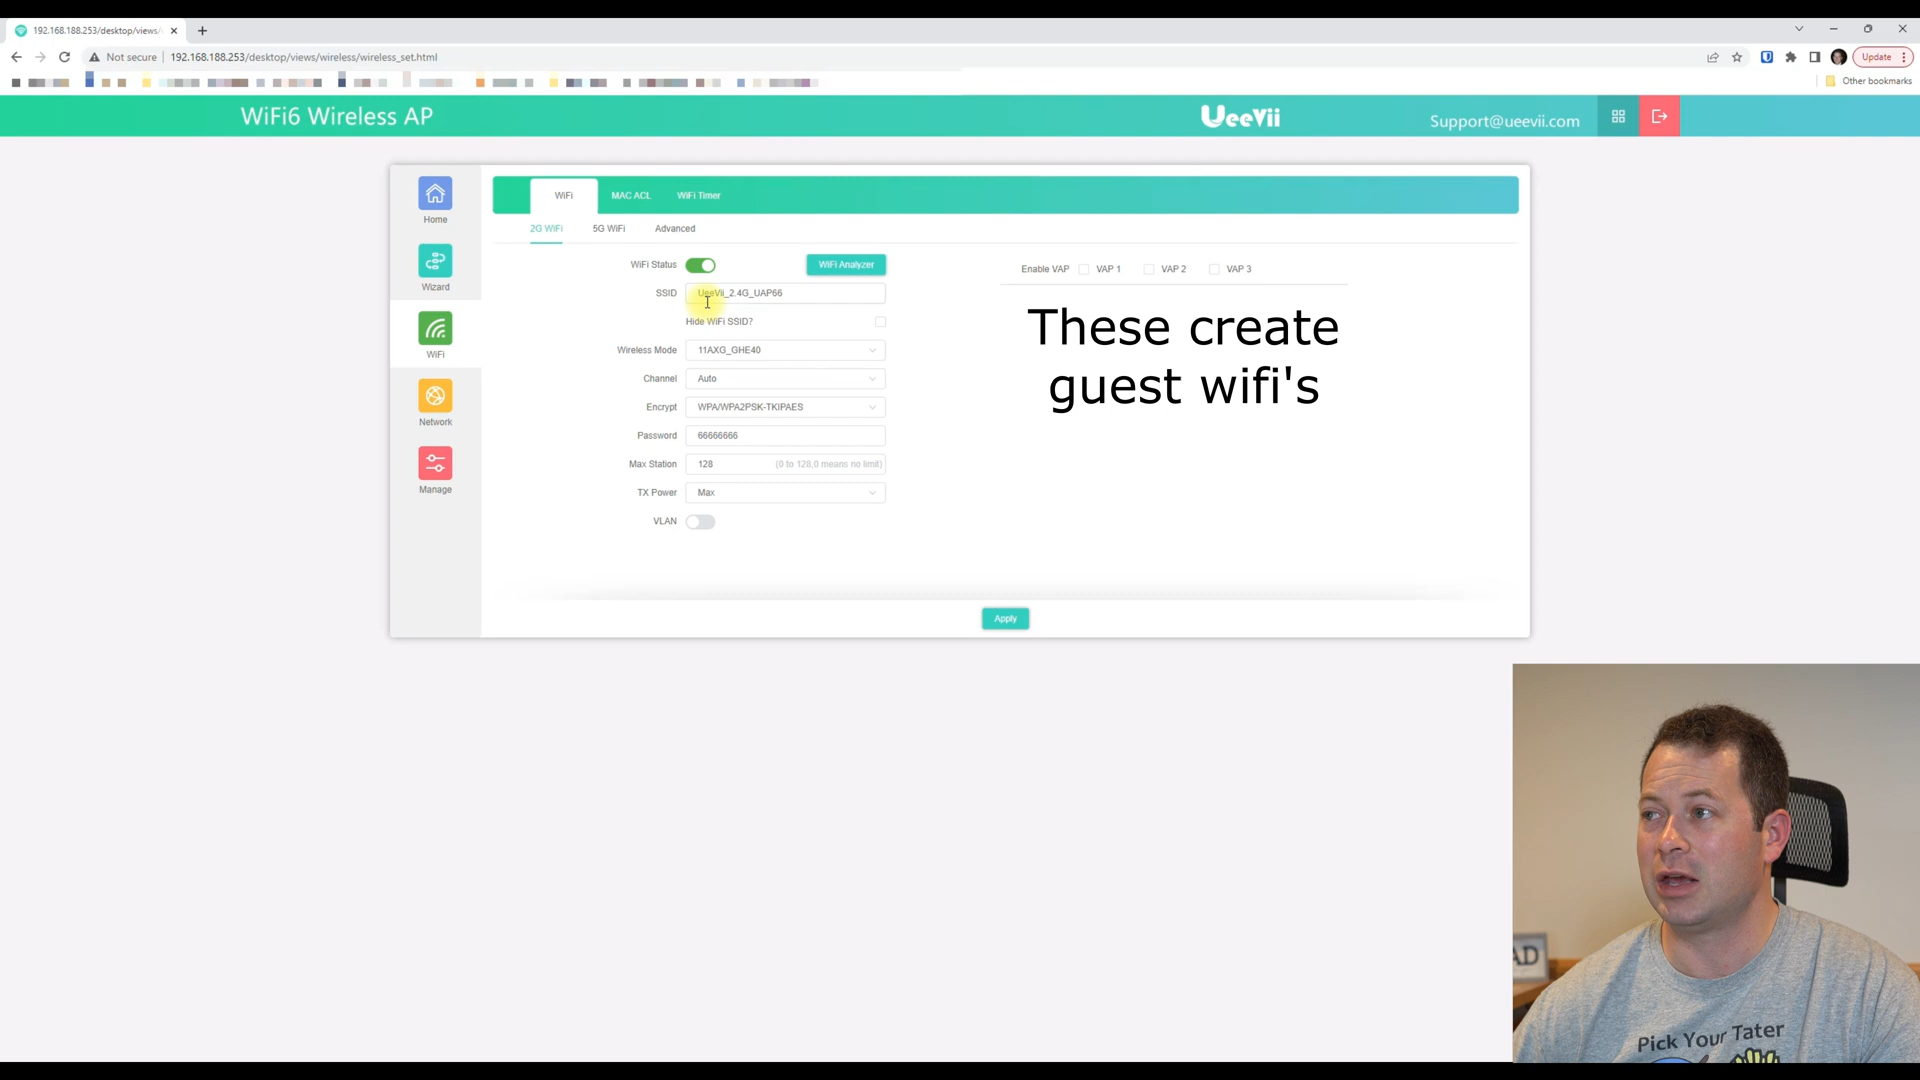 192.168.188.253/desktop/views/
Not secure
192.168.188.253/desktop/views/wireless/wireless_set.html
Update
Other bookmarks
WiFi6 Wireless AP
UeeVii
Support@ueevii.com
Home
Wizard
WiFi
Network
Manage
WiFi
MAC ACL
WiFi Timer
2G WiFi
5G WiFi
Advanced
WiFi Status
WiFi Analyzer
SSID
UeeVii_2.4G_UAP66
Hide WiFi SSID?
Wireless Mode
11AXG_GHE40
Channel
Auto
Encrypt
WPA/WPA2PSK-TKIPAES
Password
66666666
Max Station
128
(0 to 128,0 means no limit)
TX Power
Max
VLAN
Enable VAP
VAP 1
VAP 2
VAP 3
These create
guest wifi's
Apply
AD
Pick Your Tater